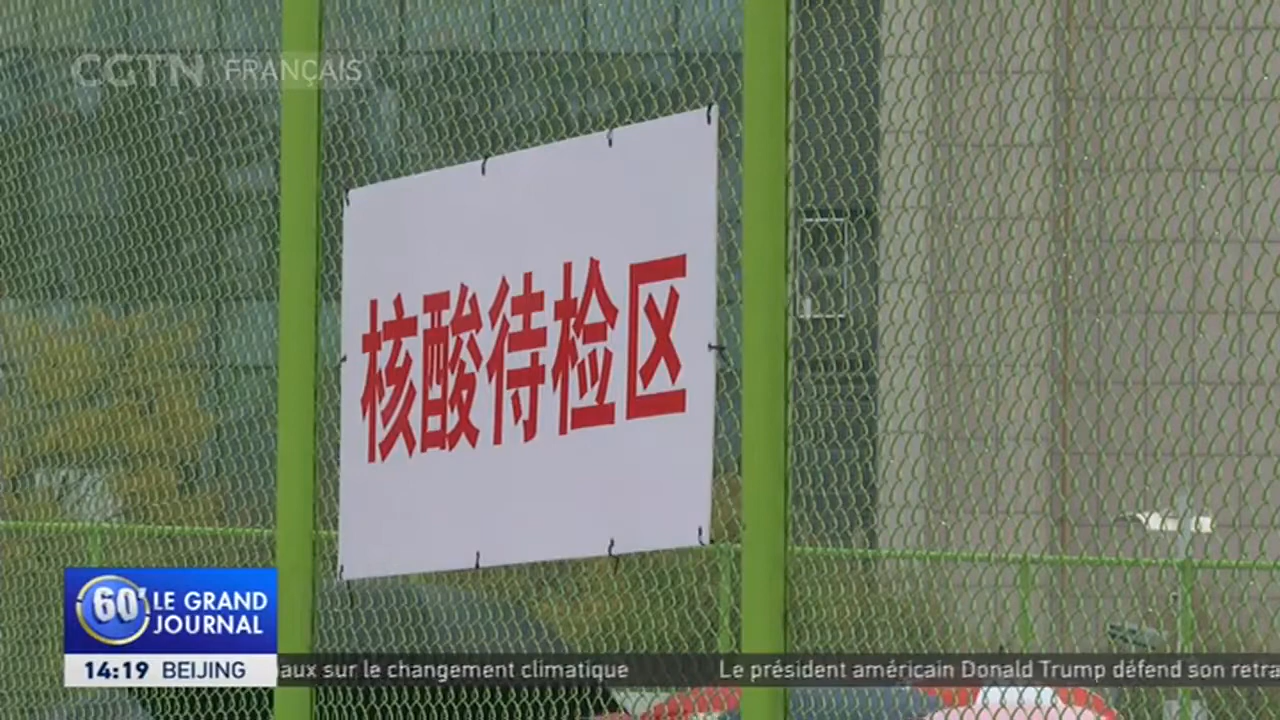 CGTN FRANÇAIS
核酸待检区
60' LE GRAND JOURNAL
14:19 BEIJING
aux sur le changement climatique Le président américain Donald Trump défend son